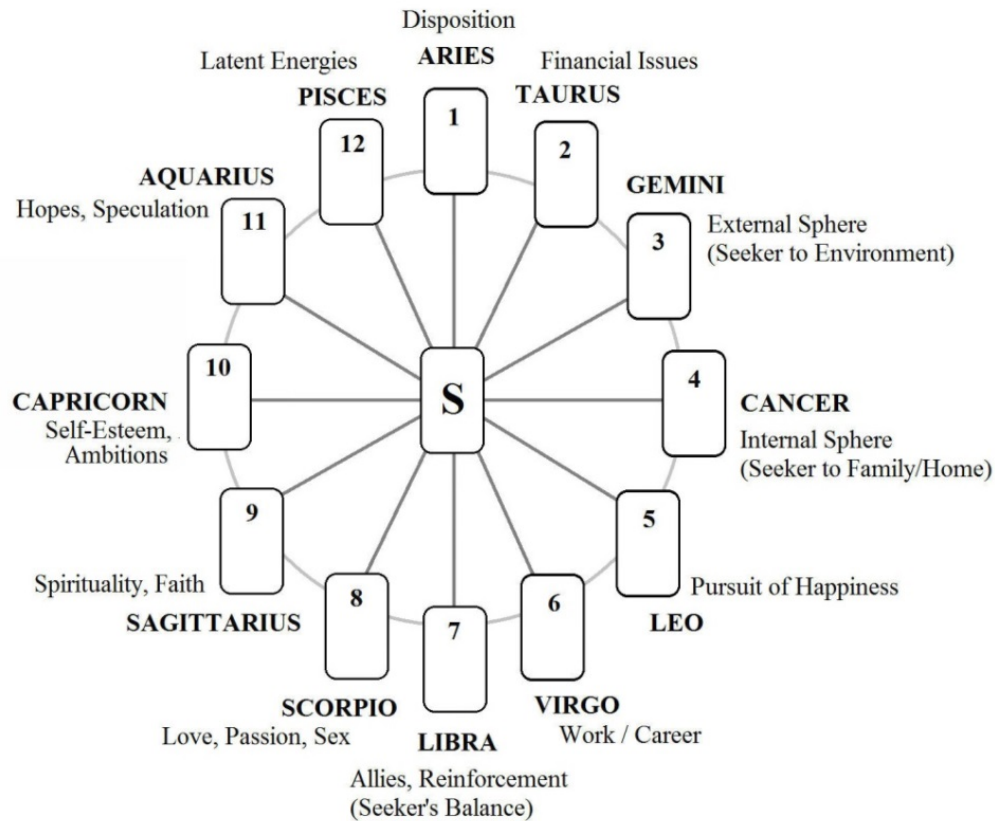 Disposition
ARIES
1
Financial Issues
TAURUS
2
GEMINI
External Sphere
(Seeker to Environment)
3
4
CANCER
Internal Sphere
(Seeker to Family/Home)
5
Pursuit of Happiness
LEO
6
VIRGO
Work / Career
7
LIBRA
Allies, Reinforcement
(Seeker's Balance)
8
SCORPIO
Love, Passion, Sex
9
Spirituality, Faith
SAGITTARIUS
10
CAPRICORN
Self-Esteem,
Ambitions
AQUARIUS
Hopes, Speculation
11
Latent Energies
PISCES
12
S